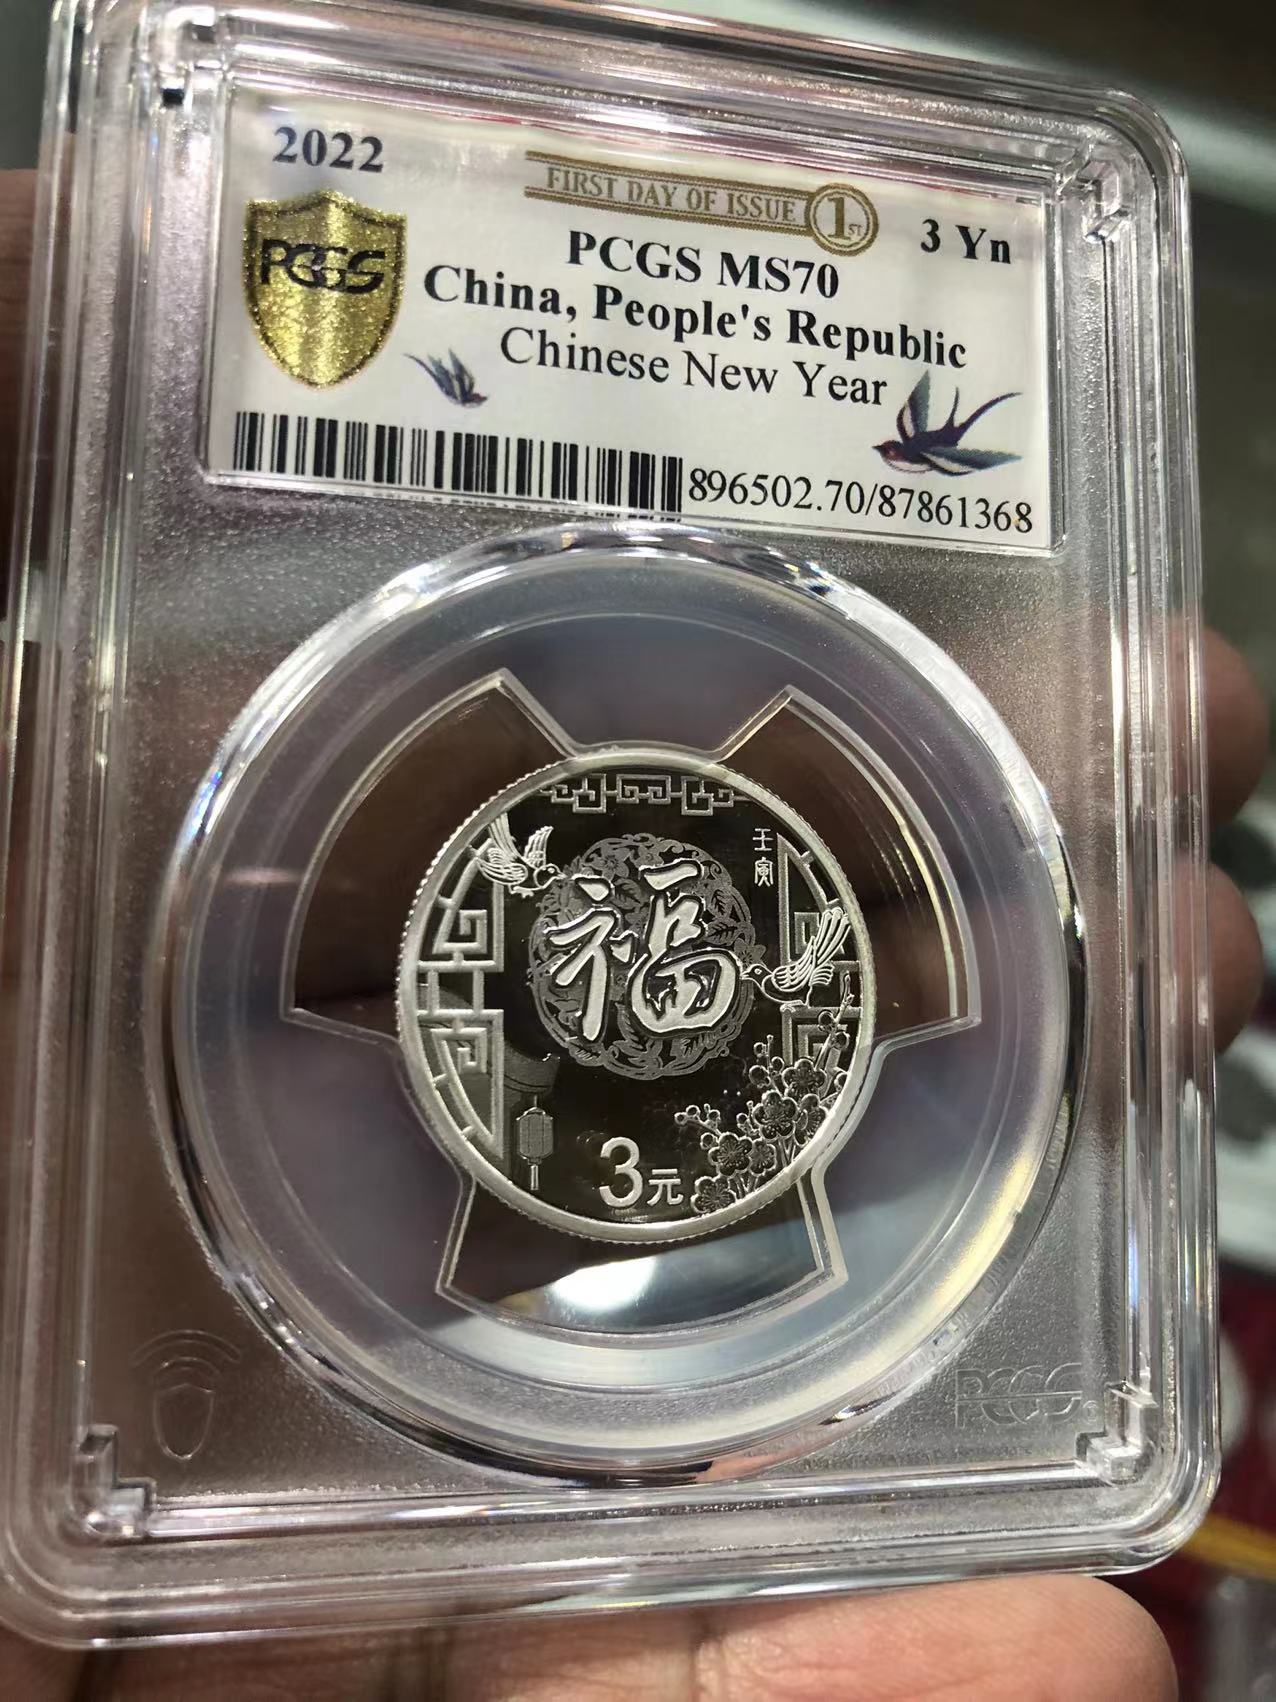 2022
FIRST DAY OF ISSUE 1ST
3 Yn
PCGS
PCGS MS70
China, People's Republic
Chinese New Year
896502.70/87861368
壬寅
福
3元
PCGS